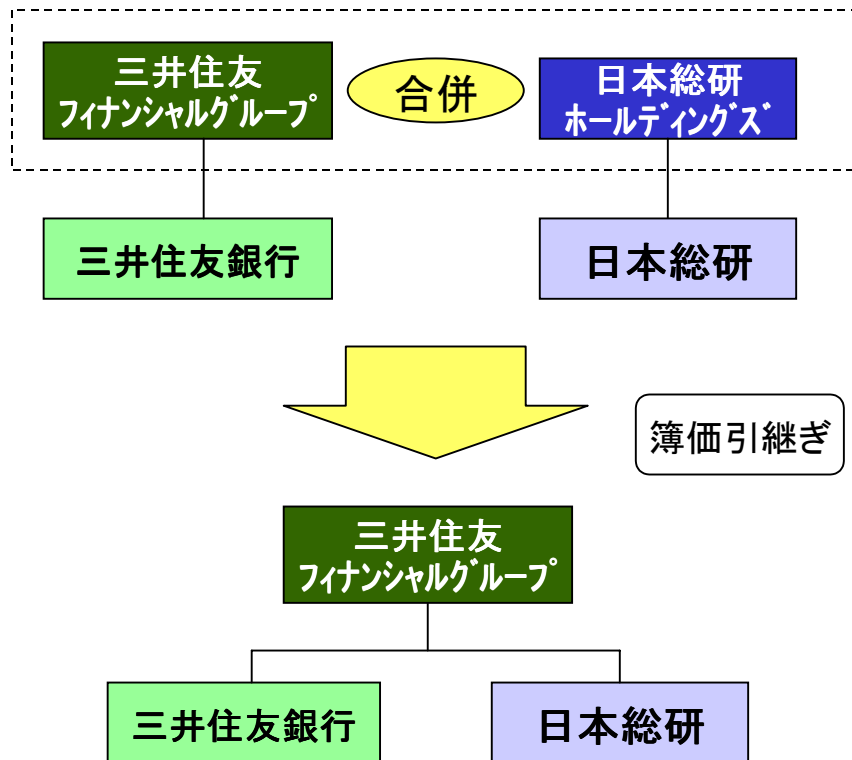 三井住友
フィナンシャルグループ
合併
日本総研
ホールディングズ
三井住友銀行
日本総研
簿価引継ぎ
三井住友
フィナンシャルグループ
三井住友銀行
日本総研